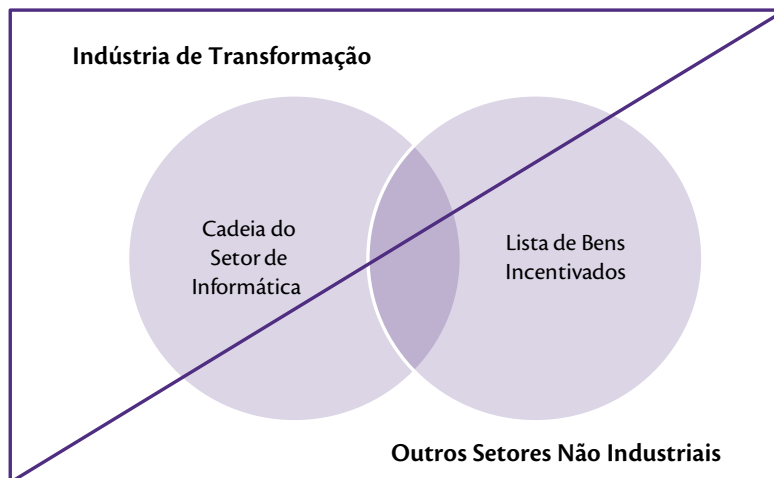 Indústria de Transformação
Cadeia do
Setor de
Informática
Lista de Bens
Incentivados
Outros Setores Não Industriais